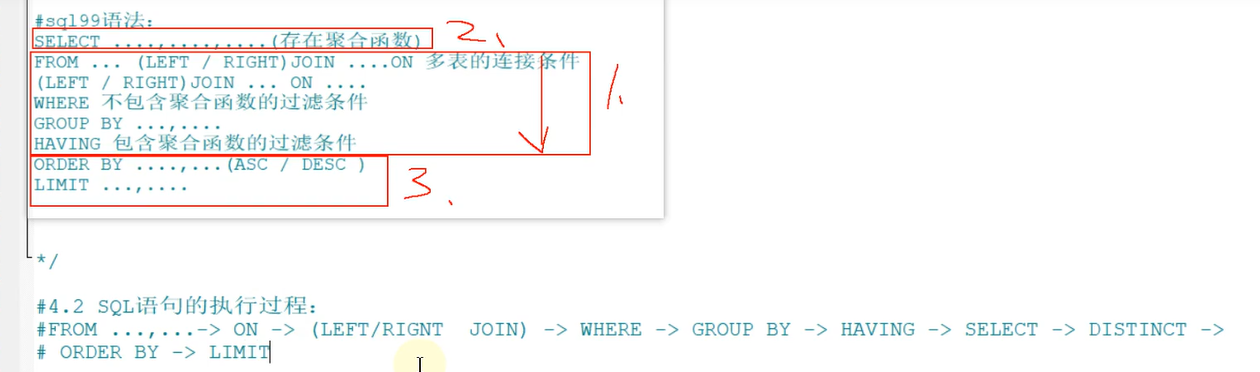 #sql99语法：
SELECT ....,....,....(存在聚合函数) 2、
FROM ... (LEFT / RIGHT)JOIN ....ON 多表的连接条件
(LEFT / RIGHT)JOIN ... ON .... 1.
WHERE 不包含聚合函数的过滤条件
GROUP BY ...,....
HAVING 包含聚合函数的过滤条件
ORDER BY ....,...(ASC / DESC )
LIMIT ...,.... 3.
*/
#4.2 SQL语句的执行过程：
#FROM ...,...-> ON -> (LEFT/RIGNT  JOIN) -> WHERE -> GROUP BY -> HAVING -> SELECT -> DISTINCT ->
# ORDER BY -> LIMIT